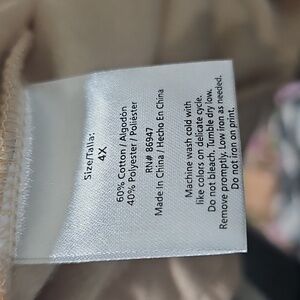 Size/Talla:
4X
60% Cotton / Algodón
40% Polyester / Poliéster
RN# 86947
Made In China / Hecho En China
Machine wash cold with
like colors on delicate cycle.
Do not bleach. Tumble dry low.
Remove promptly. Low iron as needed.
Do not iron on print.